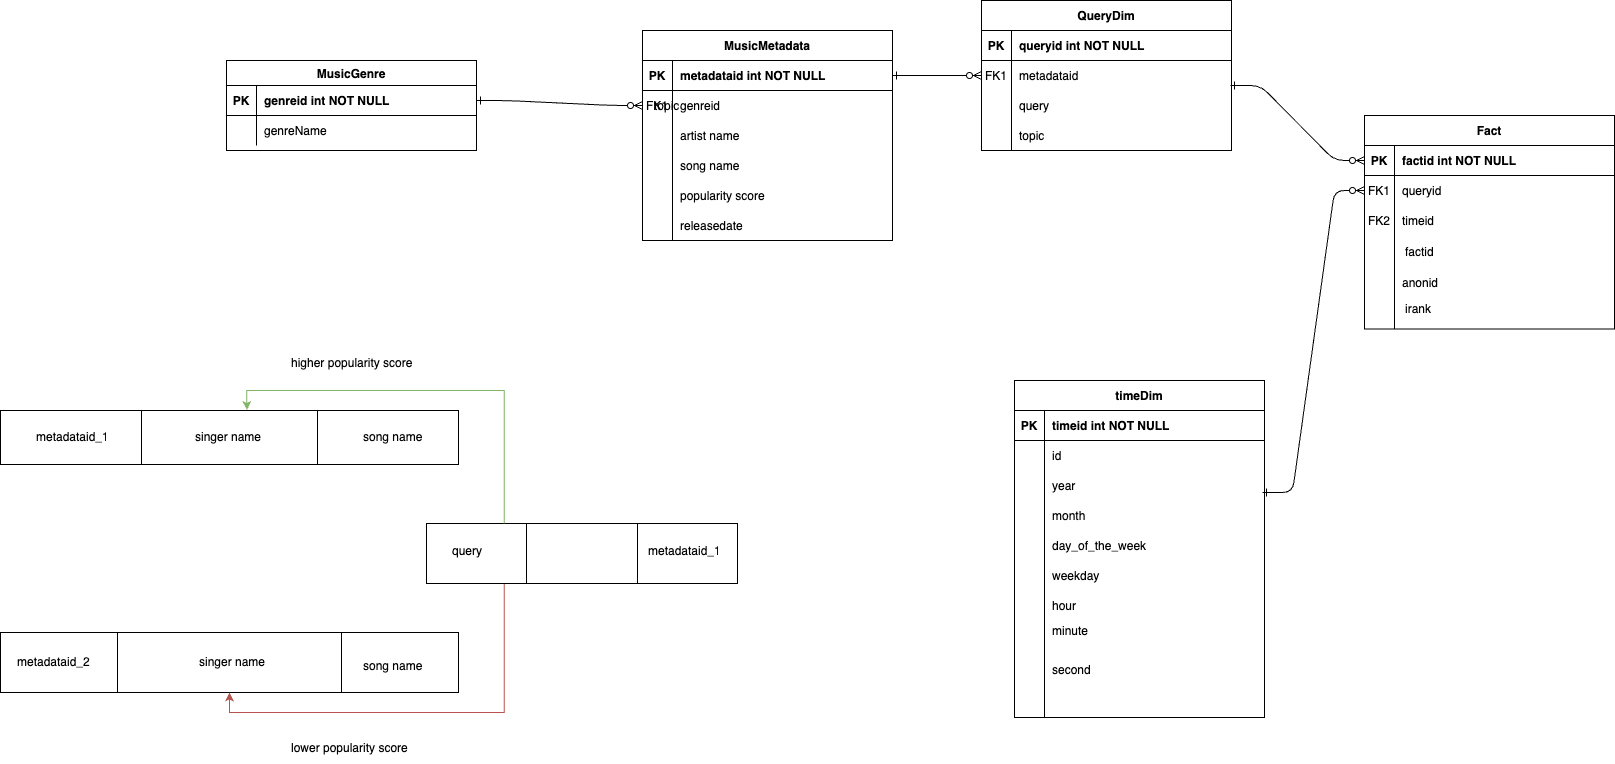 QueryDim
PK queryid int NOT NULL
FK1 metadataid
query
topic
MusicMetadata
PK metadataid int NOT NULL
FK1 topic genreid
artist name
song name
popularity score
releasedate
MusicGenre
PK genreid int NOT NULL
genreName
Fact
PK factid int NOT NULL
FK1 queryid
FK2 timeid
factid
anonid
irank
higher popularity score
metadataid_1 singer name song name
query metadataid_1
metadataid_2 singer name song name
lower popularity score
timeDim
PK timeid int NOT NULL
id
year
month
day_of_the_week
weekday
hour
minute
second